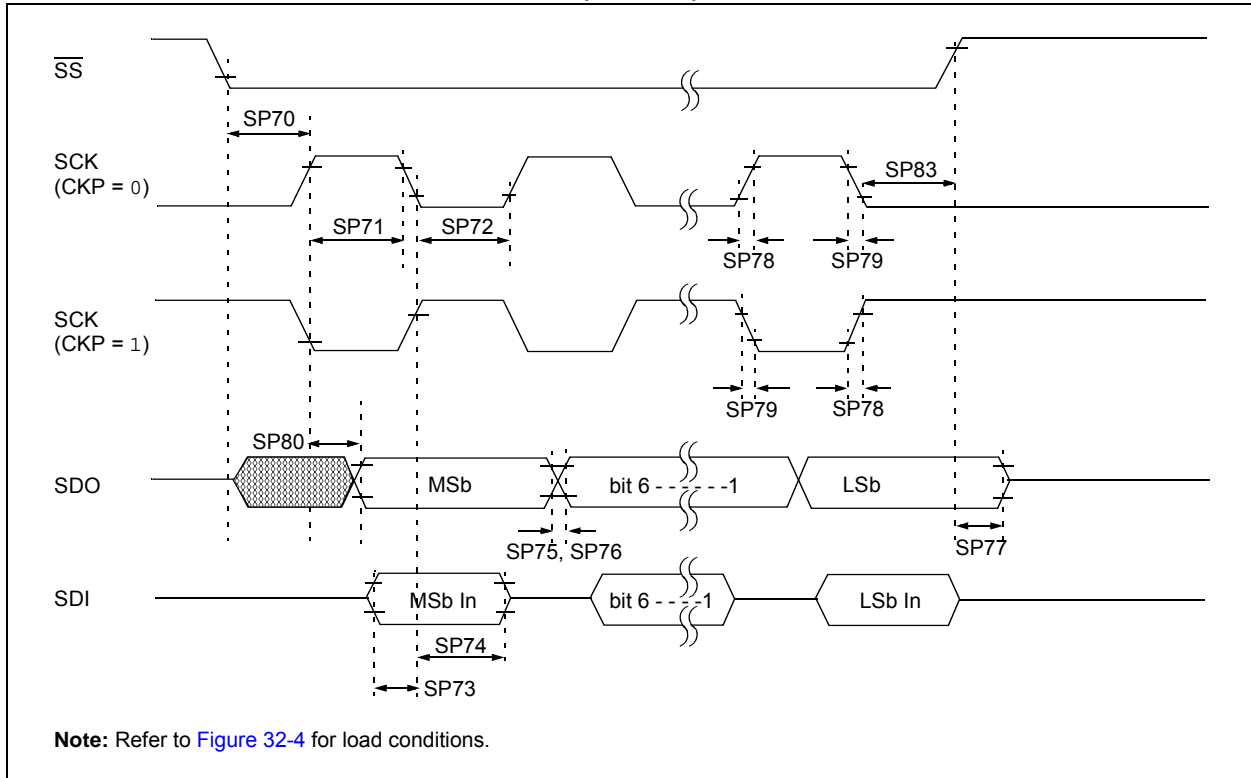 SS
SP70
SCK
(CKP = 0)
SP83
SP71
SP72
SP78
SP79
SCK
(CKP = 1)
SP79
SP78
SP80
SDO
MSb
bit 6 - - - - - - -1
LSb
SP75, SP76
SP77
SDI
MSb In
bit 6 - - - - -1
LSb In
SP74
SP73
Note: Refer to Figure 32-4 for load conditions.